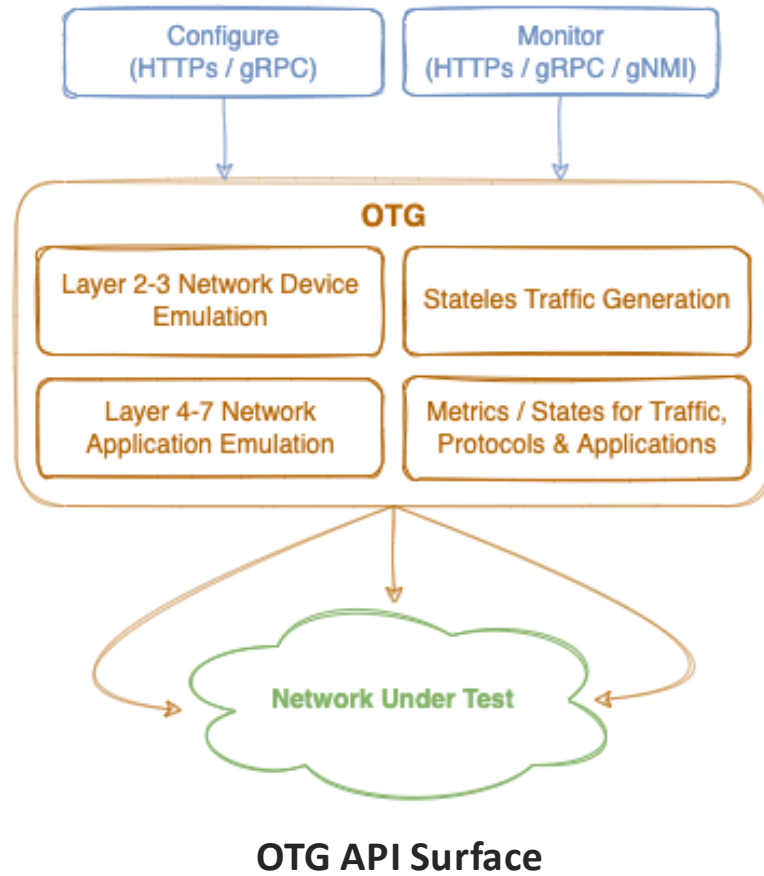 Configure
(HTTPs / gRPC)
Monitor
(HTTPs / gRPC / gNMI)
OTG
Layer 2-3 Network Device
Emulation
Stateles Traffic Generation
Layer 4-7 Network
Application Emulation
Metrics / States for Traffic,
Protocols & Applications
Network Under Test
OTG API Surface